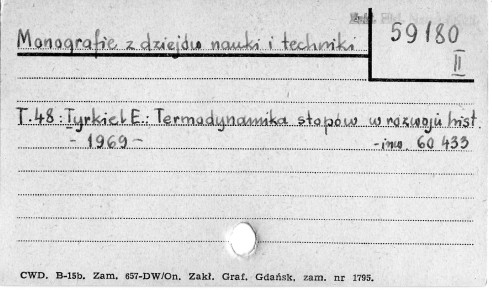 Monografie z dziejów nauki i techniki
59180
II
T.48: Tyrkiel E.: Termodynamika stopów w rozwoju hist.
- 1969 -
- inw. 60 433
CWD. B-15b. Zam. 657-DW/On. Zakł. Graf. Gdańsk, zam. nr 1795.